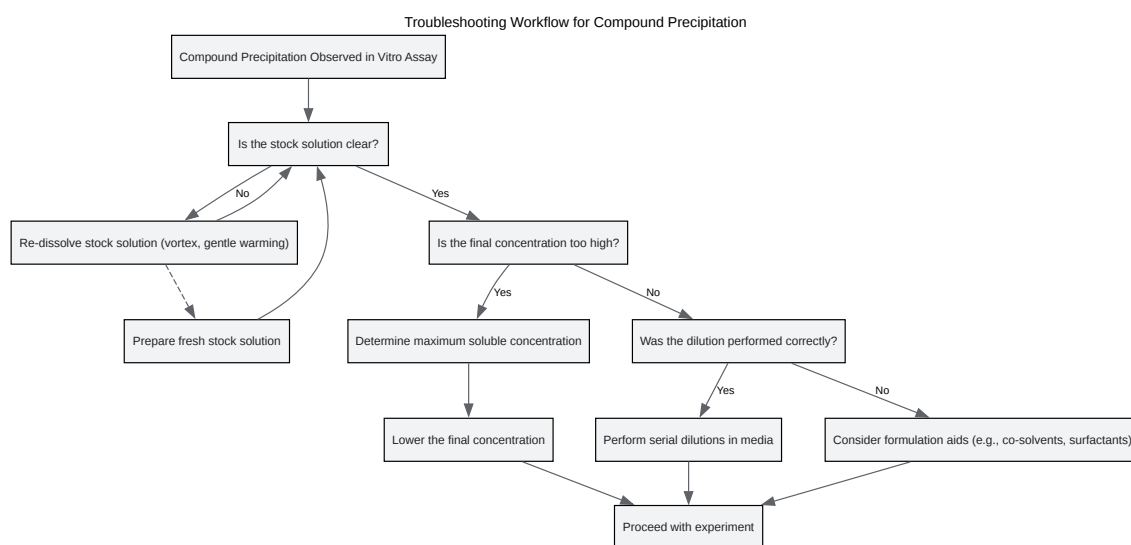 Troubleshooting Workflow for Compound Precipitation
Compound Precipitation Observed in Vitro Assay
Is the stock solution clear?
No
Yes
Re-dissolve stock solution (vortex, gentle warming)
Is the final concentration too high?
Yes
No
Prepare fresh stock solution
Determine maximum soluble concentration
Was the dilution performed correctly?
Yes
No
Lower the final concentration
Perform serial dilutions in media
Consider formulation aids (e.g., co-solvents, surfactants)
Proceed with experiment